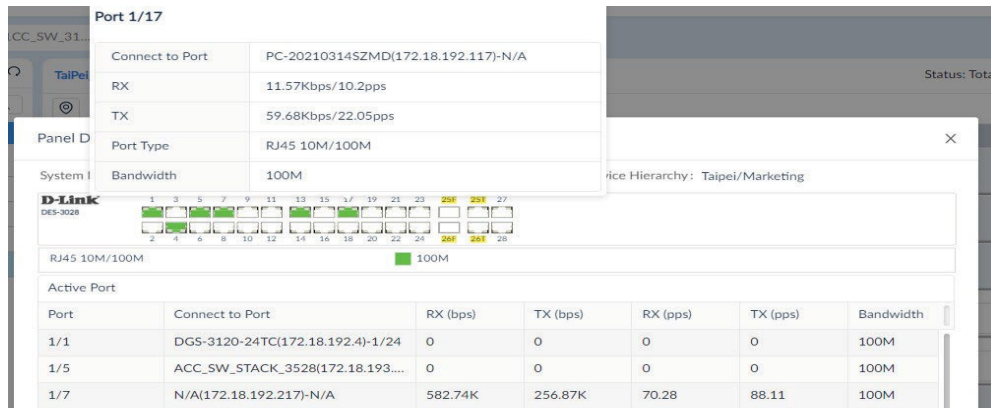 Port 1/17
Connect to Port PC-20210314SZMD(172.18.192.117)-N/A
RX 11.57Kbps/10.2pps
TX 59.68Kbps/22.05pps
Port Type RJ45 10M/100M
Bandwidth 100M
TaiPei
Status:
Panel
System
Hierarchy: Taipei/Marketing
D-Link
DES-3028
1 3 5 7 9 11 13 15 17 19 21 23 25F 25T 27
2 4 6 8 10 12 14 16 18 20 22 24 26F 26T 28
RJ45 10M/100M 100M
Active Port
Port Connect to Port RX (bps) TX (bps) RX (pps) TX (pps) Bandwidth
1/1 DGS-3120-24TC(172.18.192.4)-1/24 0 0 0 0 100M
1/5 ACC_SW_STACK_3528(172.18.193.... 0 0 0 0 100M
1/7 N/A(172.18.192.217)-N/A 582.74K 256.87K 70.28 88.11 100M